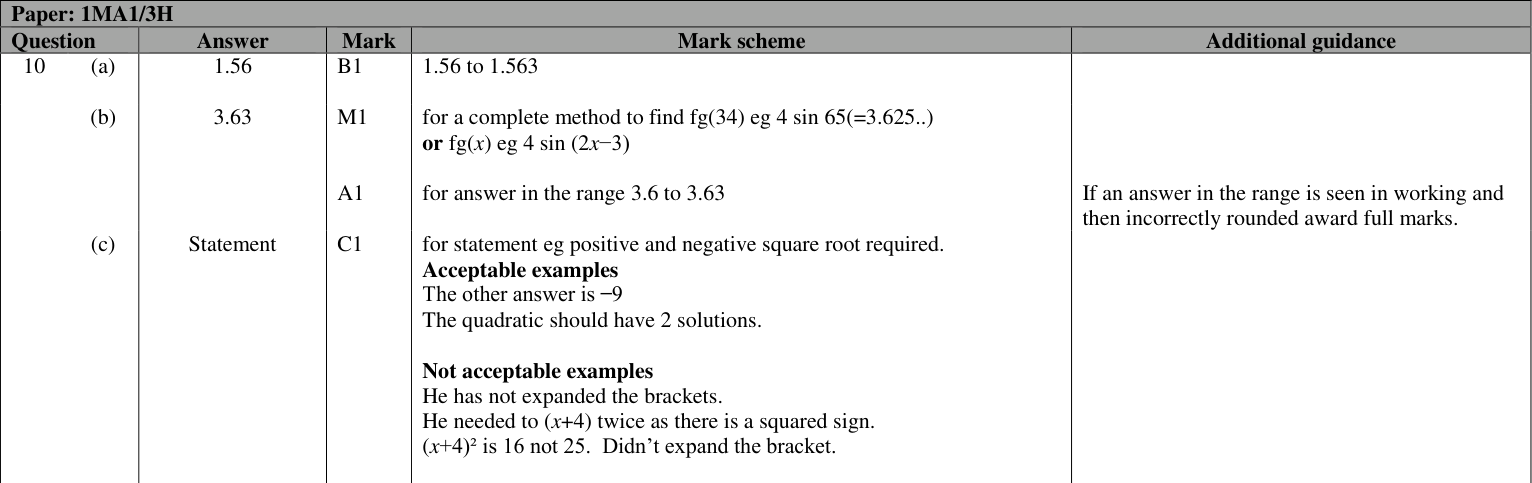 Paper: 1MA1/3H
Question Answer Mark Mark scheme Additional guidance
10 (a) 1.56 B1 1.56 to 1.563
(b) 3.63 M1 for a complete method to find fg(34) eg 4 sin 65(=3.625..)
or fg(x) eg 4 sin (2x−3)
A1 for answer in the range 3.6 to 3.63 If an answer in the range is seen in working and
then incorrectly rounded award full marks.
(c) Statement C1 for statement eg positive and negative square root required.
Acceptable examples
The other answer is −9
The quadratic should have 2 solutions.
Not acceptable examples
He has not expanded the brackets.
He needed to (x+4) twice as there is a squared sign.
(x+4)² is 16 not 25. Didn’t expand the bracket.